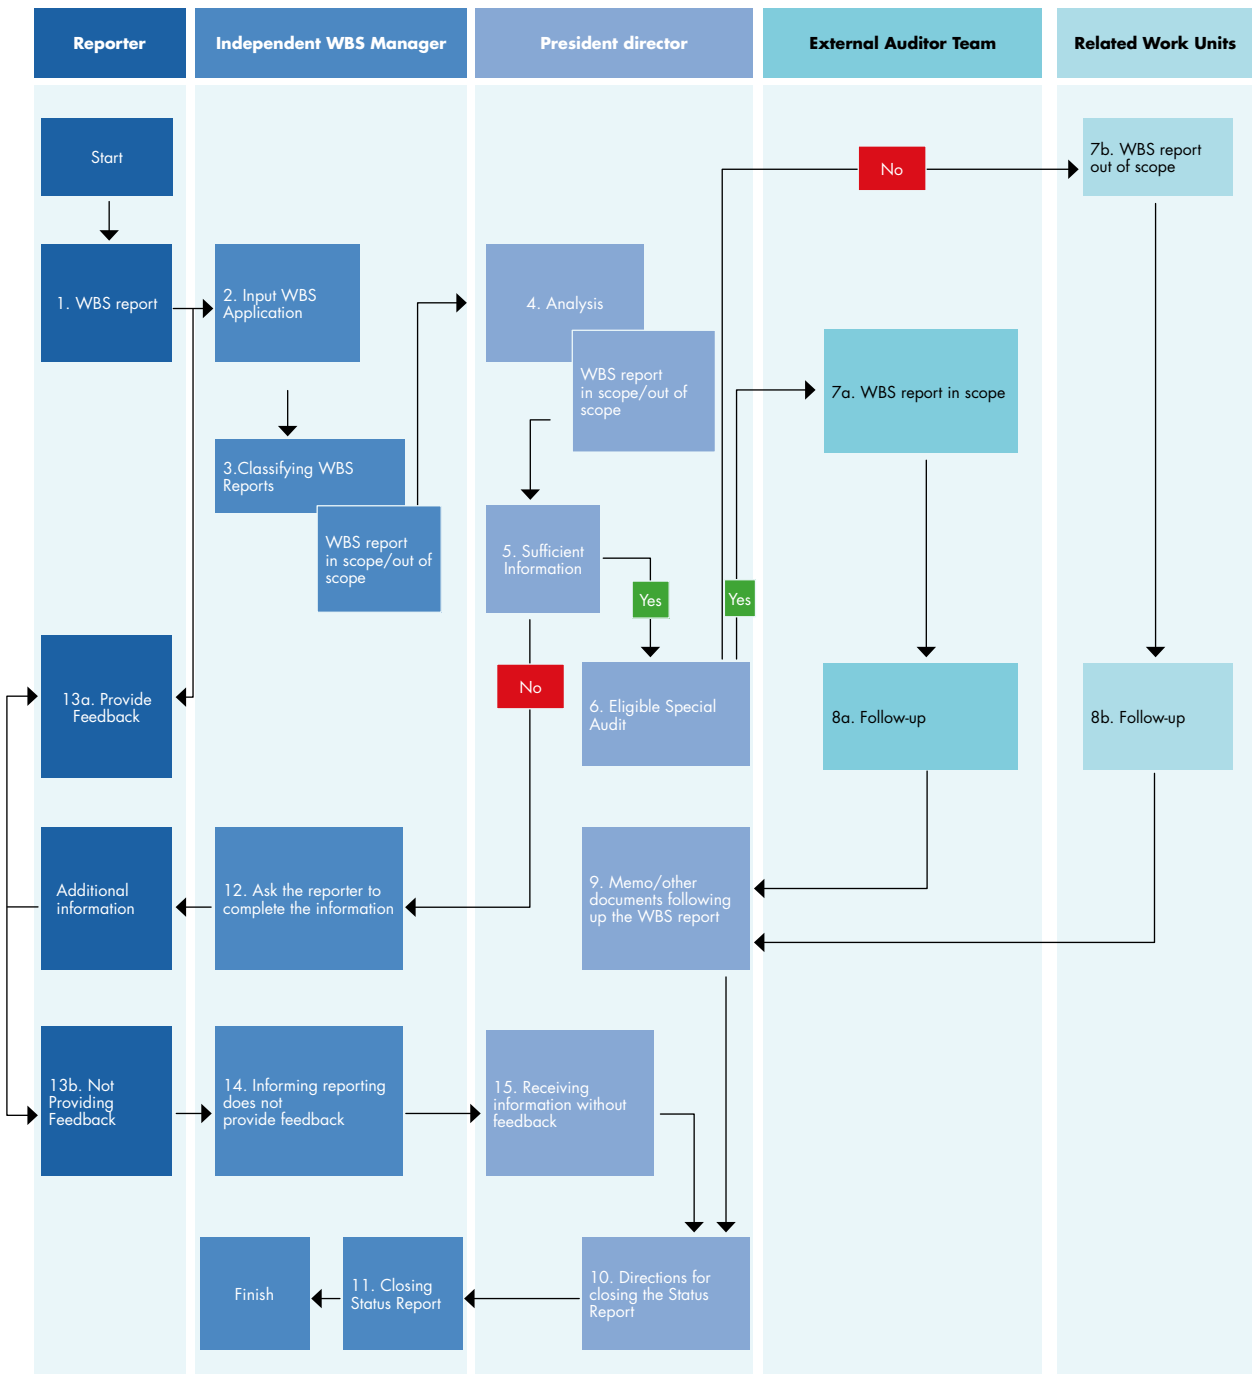 Reporter
Independent WBS Manager
President director
External Auditor Team
Related Work Units
Start
No
7b. WBS report
out of scope
1. WBS report
2. Input WBS
Application
4. Analysis
WBS report
in scope/out of
scope
7a. WBS report in scope
3.Classifying WBS
Reports
WBS report
in scope/out of
scope
5. Sufficient
Information
Yes
Yes
No
13a. Provide
Feedback
6. Eligible Special
Audit
8a. Follow-up
8b. Follow-up
Additional
information
12. Ask the reporter to
complete the information
9. Memo/other
documents following
up the WBS report
13b. Not
Providing
Feedback
14. Informing reporting
does not
provide feedback
15. Receiving
information without
feedback
Finish
11. Closing
Status Report
10. Directions for
closing the Status
Report